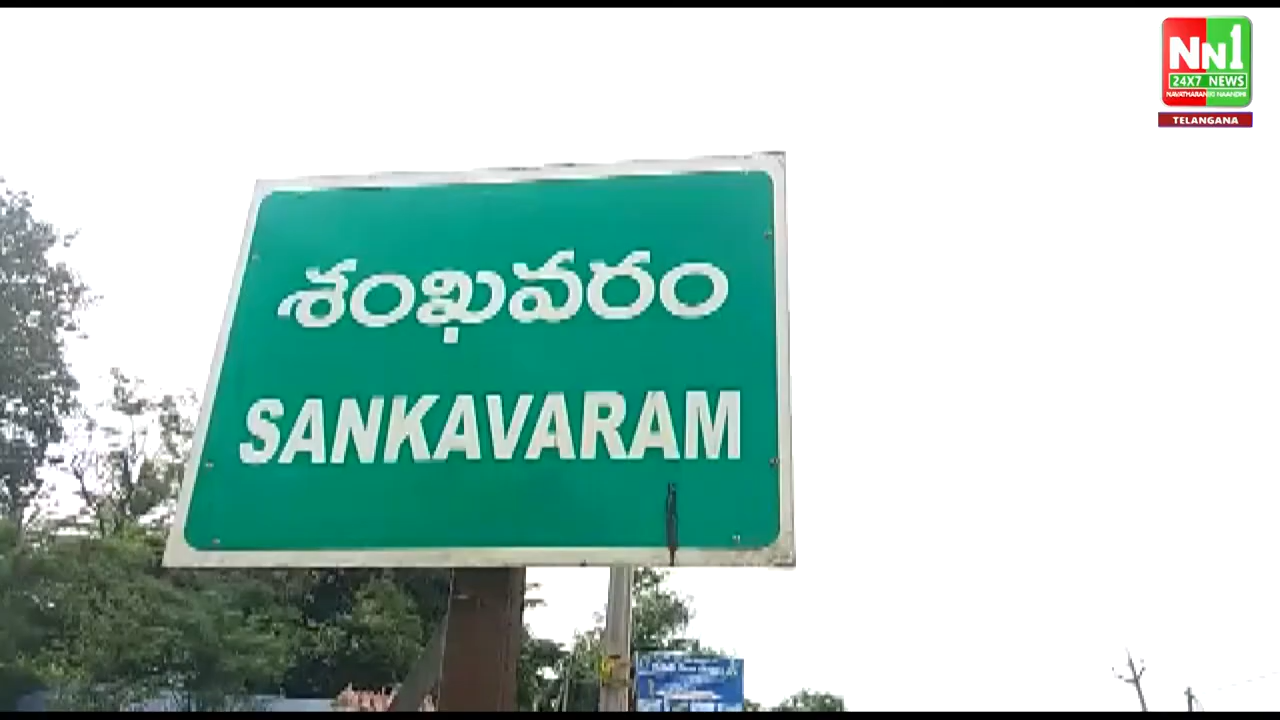 NN1
24X7 NEWS
TELANGANA
శంఖవరం
SANKAVARAM